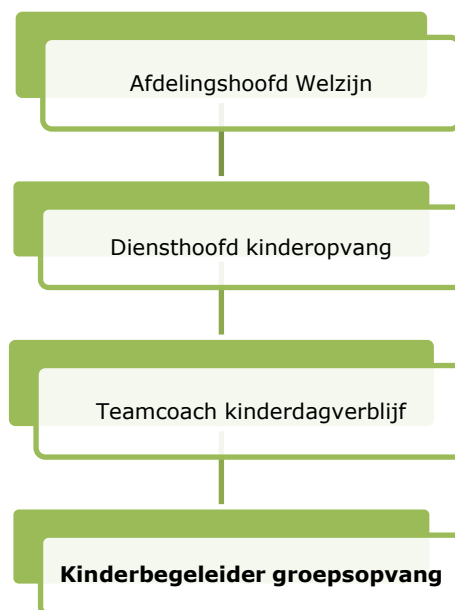 Afdelingshoofd Welzijn
Diensthoofd kinderopvang
Teamcoach kinderdagverblijf
Kinderbegeleider groepsopvang